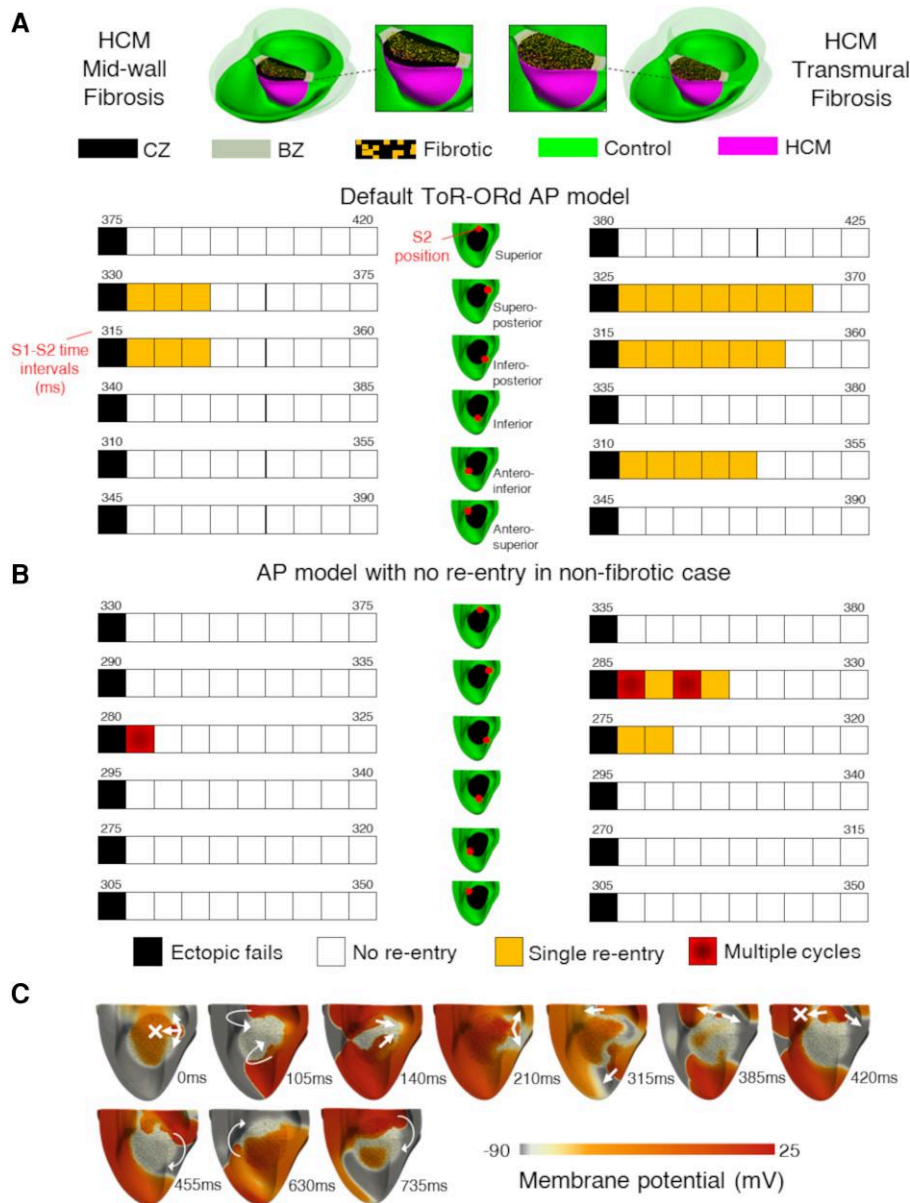 A
HCM
Mid-wall
Fibrosis
HCM
Transmural
Fibrosis
CZ BZ Fibrotic Control HCM
Default ToR-ORd AP model
375 420 380 425
S2
position
Superior
330 375 325 370
Supero-
posterior
315 360 315 360
S1-S2 time
intervals
(ms)
Infero-
posterior
340 385 335 380
Inferior
310 355 310 355
Antero-
inferior
345 390 345 390
Antero-
superior
B
AP model with no re-entry in non-fibrotic case
330 375 335 380
290 335 285 330
280 325 275 320
295 340 295 340
275 320 270 315
305 350 305 350
Ectopic fails No re-entry Single re-entry Multiple cycles
C
0ms 105ms 140ms 210ms 315ms 385ms 420ms
455ms 630ms 735ms
-90 25
Membrane potential (mV)